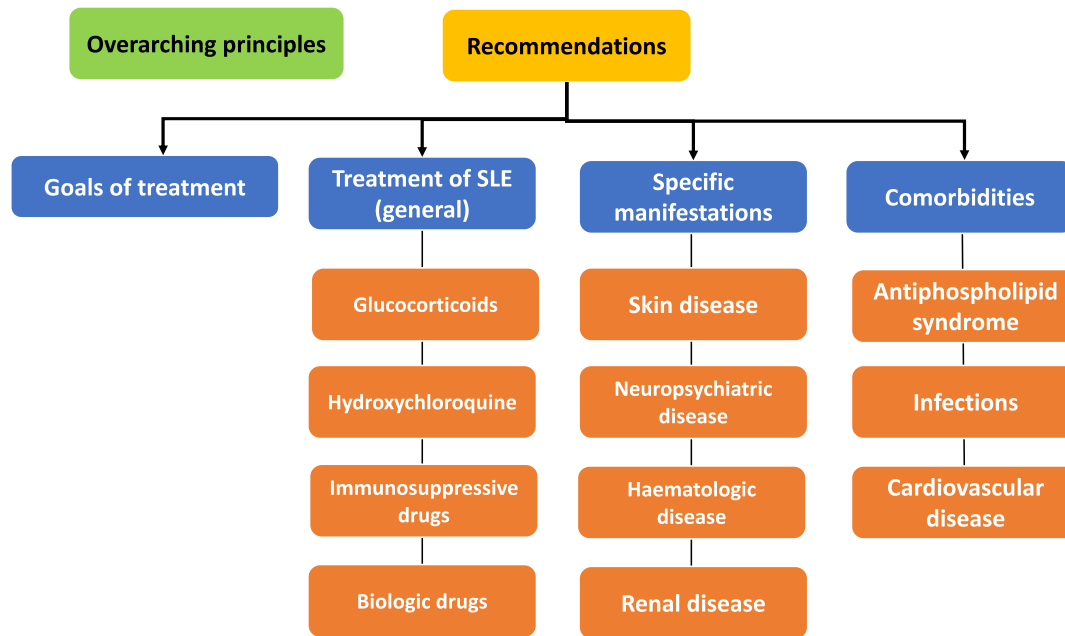 Overarching principles
Recommendations
Goals of treatment
Treatment of SLE
(general)
Glucocorticoids
Hydroxychloroquine
Immunosuppressive
drugs
Biologic drugs
Specific
manifestations
Skin disease
Neuropsychiatric
disease
Haematologic
disease
Renal disease
Comorbidities
Antiphospholipid
syndrome
Infections
Cardiovascular
disease